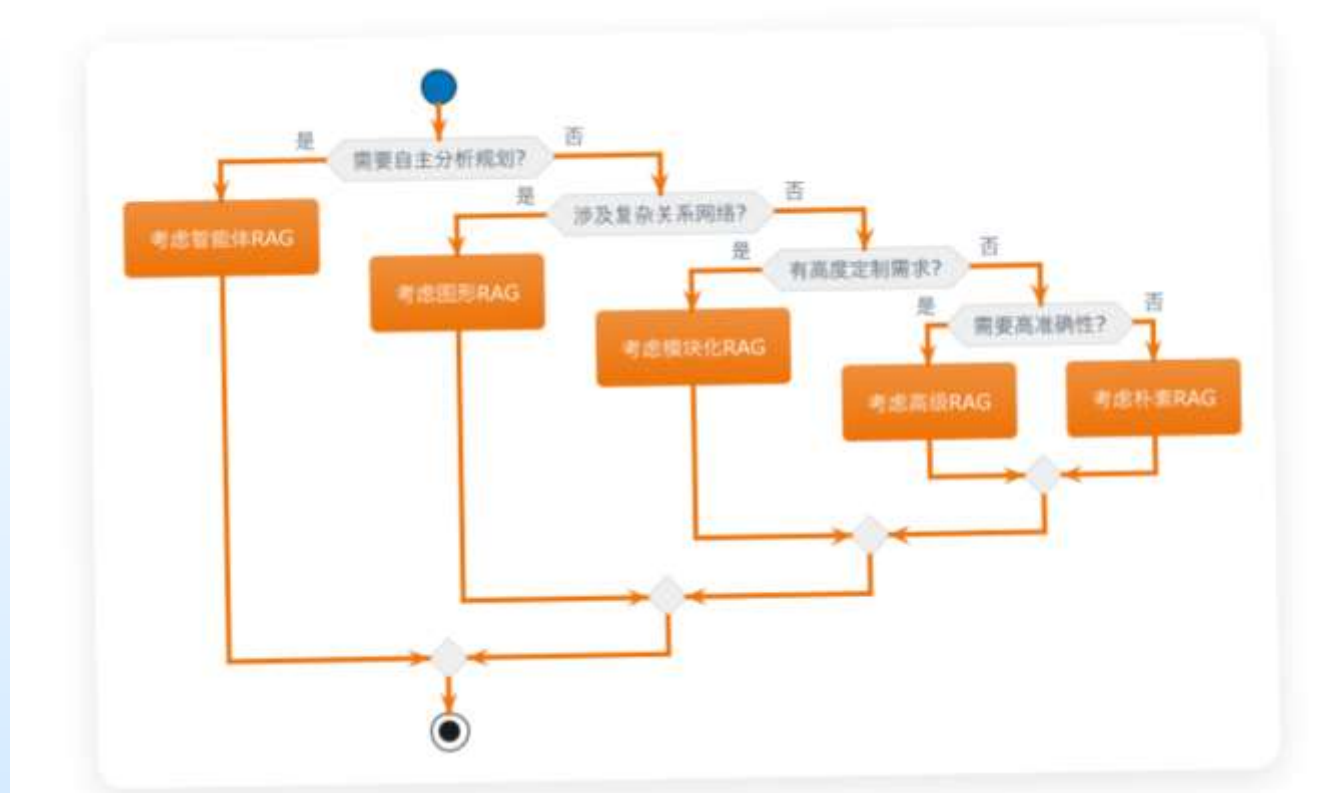 是
需要自主分析规划?
否
是
涉及复杂关系网络?
否
考虑智能体RAG
是
有高度定制需求?
否
考虑图形RAG
是
需要高准确性?
否
考虑模块化RAG
考虑高级RAG
考虑朴素RAG